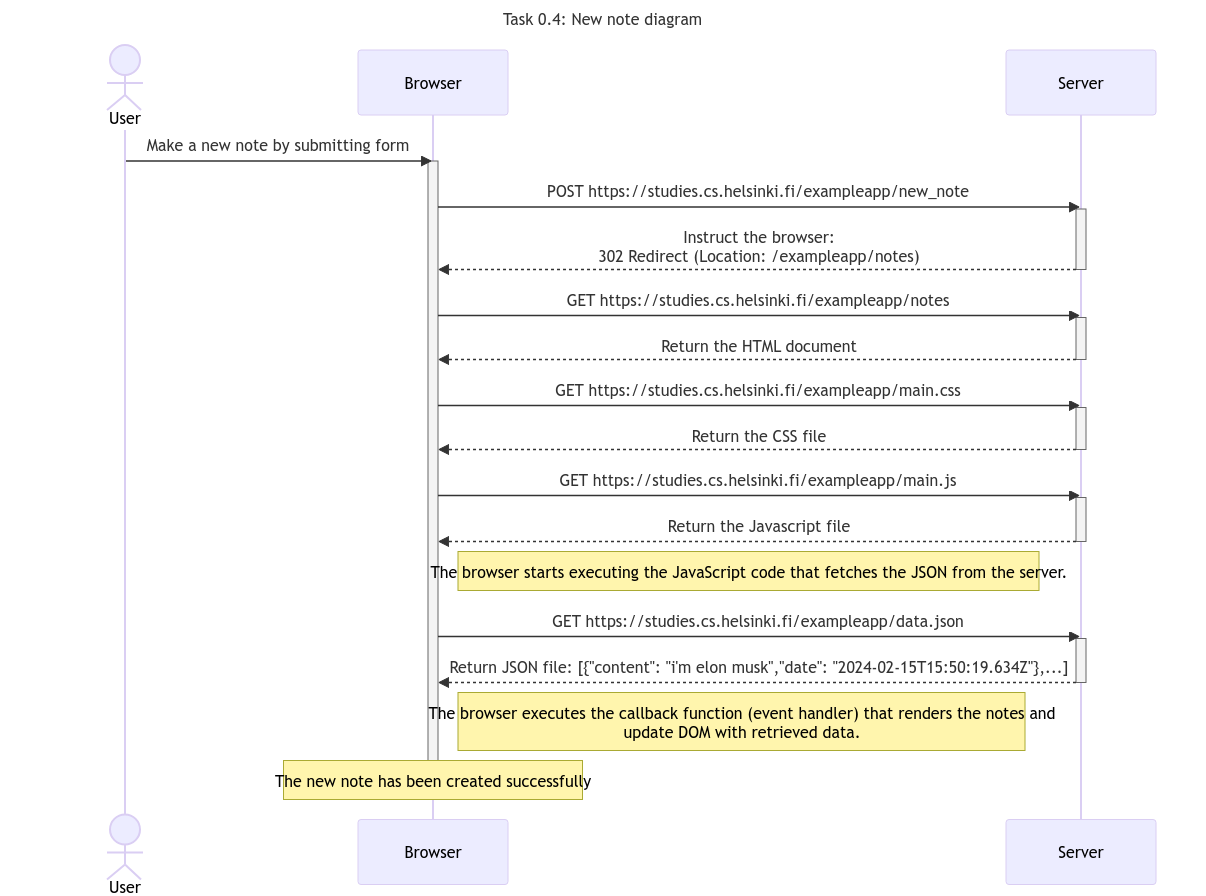 Task 0.4: New note diagram
User
Browser
Server
Make a new note by submitting form
POST https://studies.cs.helsinki.fi/exampleapp/new_note
Instruct the browser:
302 Redirect (Location: /exampleapp/notes)
GET https://studies.cs.helsinki.fi/exampleapp/notes
Return the HTML document
GET https://studies.cs.helsinki.fi/exampleapp/main.css
Return the CSS file
GET https://studies.cs.helsinki.fi/exampleapp/main.js
Return the Javascript file
The browser starts executing the JavaScript code that fetches the JSON from the server.
GET https://studies.cs.helsinki.fi/exampleapp/data.json
Return JSON file: [{"content": "i'm elon musk","date": "2024-02-15T15:50:19.634Z"},...]
The browser executes the callback function (event handler) that renders the notes and
update DOM with retrieved data.
The new note has been created successfully
User
Browser
Server